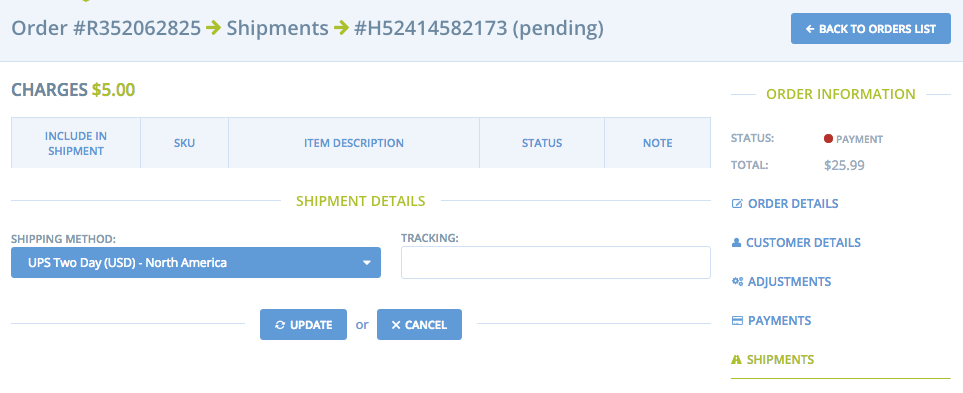 Order #R352062825 → Shipments → #H52414582173 (pending)
← BACK TO ORDERS LIST
CHARGES $5.00
INCLUDE IN
SHIPMENT
SKU
ITEM DESCRIPTION
STATUS
NOTE
SHIPMENT DETAILS
SHIPPING METHOD:
UPS Two Day (USD) - North America
TRACKING:
UPDATE or × CANCEL
ORDER INFORMATION
STATUS: PAYMENT
TOTAL: $25.99
ORDER DETAILS
CUSTOMER DETAILS
ADJUSTMENTS
PAYMENTS
SHIPMENTS